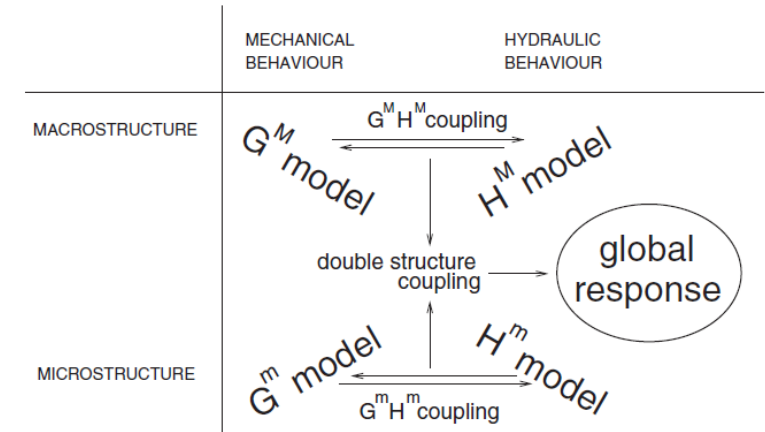 MECHANICAL
BEHAVIOUR
HYDRAULIC
BEHAVIOUR
MACROSTRUCTURE
G^M H^M coupling
G^M model
H^M model
double structure
coupling
global
response
MICROSTRUCTURE
G^m model
H^m model
G^m H^m coupling